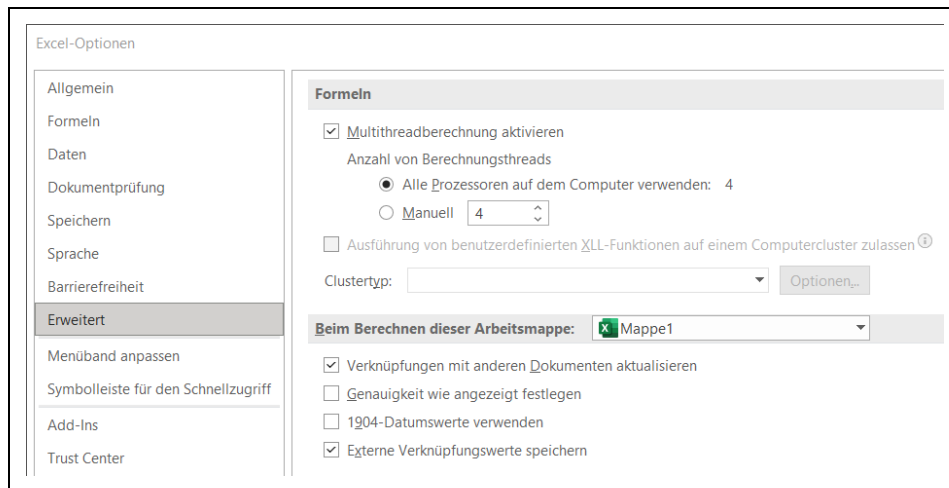 Excel-Optionen
Allgemein
Formeln
Daten
Dokumentprüfung
Speichern
Sprache
Barrierefreiheit
Erweitert
Menüband anpassen
Symbolleiste für den Schnellzugriff
Add-Ins
Trust Center
Formeln
Multithreadberechnung aktivieren
Anzahl von Berechnungsthreads
Alle Prozessoren auf dem Computer verwenden: 4
Manuell 4
Ausführung von benutzerdefinierten XLL-Funktionen auf einem Computercluster zulassen
Clustertyp: Optionen...
Beim Berechnen dieser Arbeitsmappe: Mappe1
Verknüpfungen mit anderen Dokumenten aktualisieren
Genauigkeit wie angezeigt festlegen
1904-Datumswerte verwenden
Externe Verknüpfungswerte speichern